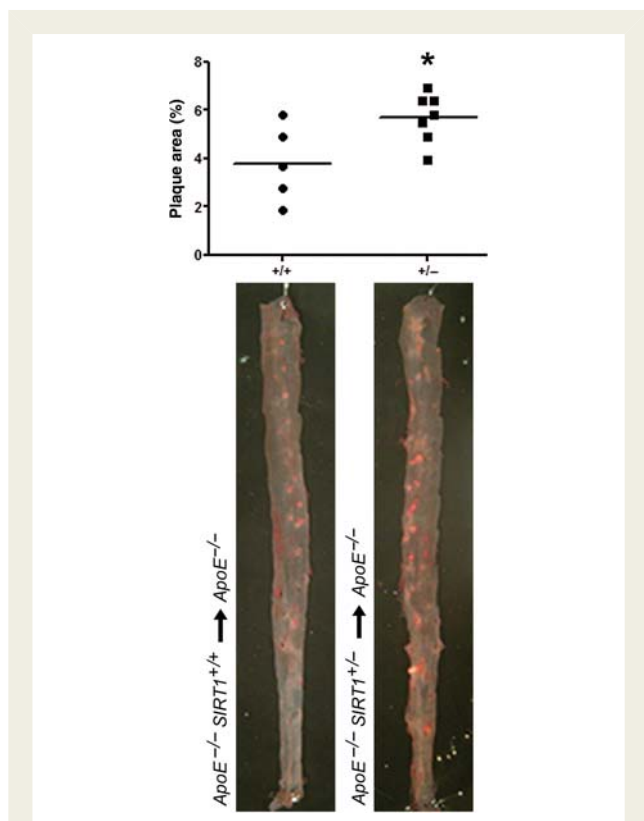 *
8
6
4
2
0
Plaque area (%)
+/+
+/–
ApoE–/– SIRT1+/+ → ApoE–/–
ApoE–/– SIRT1+/– → ApoE–/–